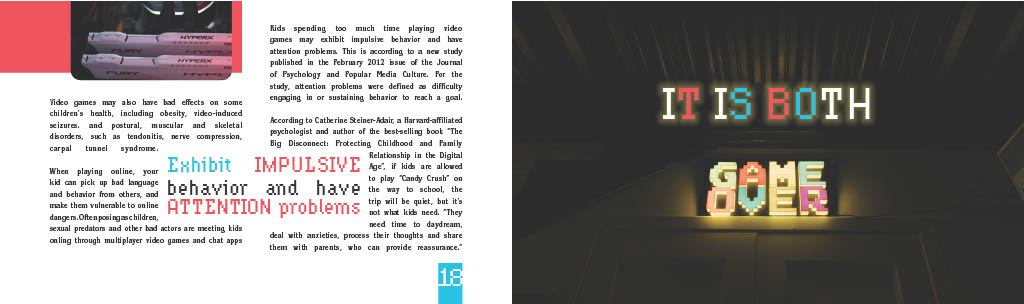 HYPERX
FURY
HYPERX
FURY
Video games may also have bad effects on some
children's health, including obesity, video-induced
seizures. and postural, muscular and skeletal
disorders, such as tendonitis, nerve compression,
carpal tunnel syndrome.
When playing online, your
kid can pick up bad language
and behavior from others, and
make them vulnerable to online
dangers. Often posing as children,
sexual predators and other bad actors are meeting kids
onling through multiplayer video games and chat apps
Exhibit IMPULSIVE
behavior and have
ATTENTION problems
Kids spending too much time playing video
games may exhibit impulsive behavior and have
attention problems. This is according to a new study
published in the February 2012 issue of the Journal
of Psychology and Popular Media Culture. For the
study, attention problems were defined as difficulty
engaging in or sustaining behavior to reach a goal.
According to Catherine Steiner-Adair, a Harvard-affiliated
psychologist and author of the best-selling book "The
Big Disconnect: Protecting Childhood and Family
Relationship in the Digital
Age", if kids are allowed
to play "Candy Crush" on
the way to school, the
trip will be quiet, but it's
not what kids need. "They
need time to daydream,
deal with anxieties, process their thoughts and share
them with parents, who can provide reassurance."
18
IT IS BOTH
GAME
OVER